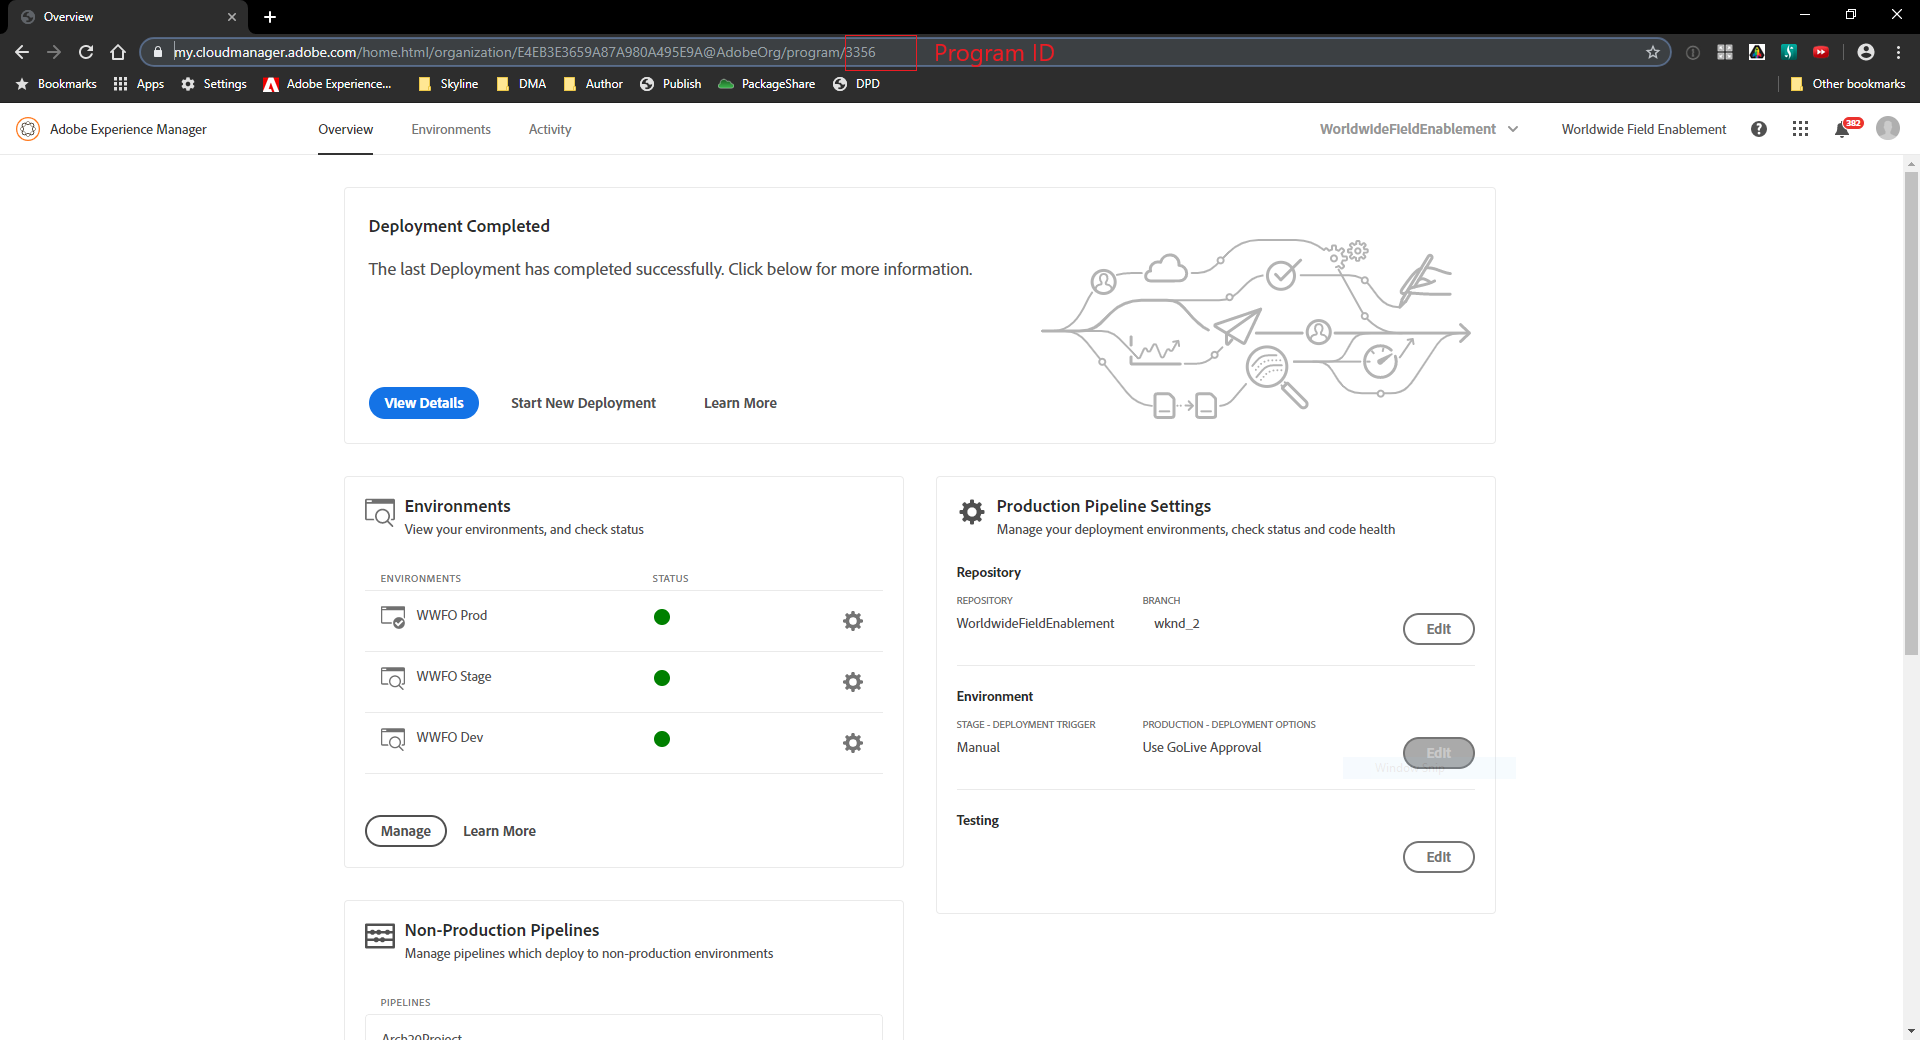 Overview
my.cloudmanager.adobe.com/home.html/organization/E4EB3E3659A87A980A495E9A@AdobeOrg/program/3356 Program ID
Bookmarks Apps Settings Adobe Experience... Skyline DMA Author Publish PackageShare DPD Other bookmarks
Adobe Experience Manager Overview Environments Activity WorldwideFieldEnablement Worldwide Field Enablement 382
Deployment Completed
The last Deployment has completed successfully. Click below for more information.
View Details Start New Deployment Learn More
Environments
View your environments, and check status
ENVIRONMENTS STATUS
WWFO Prod
WWFO Stage
WWFO Dev
Manage Learn More
Production Pipeline Settings
Manage your deployment environments, check status and code health
Repository
REPOSITORY BRANCH
WorldwideFieldEnablement wknd_2
Edit
Environment
STAGE - DEPLOYMENT TRIGGER PRODUCTION - DEPLOYMENT OPTIONS
Manual Use GoLive Approval
Edit
Window Snip
Testing
Edit
Non-Production Pipelines
Manage pipelines which deploy to non-production environments
PIPELINES
Arch20Project